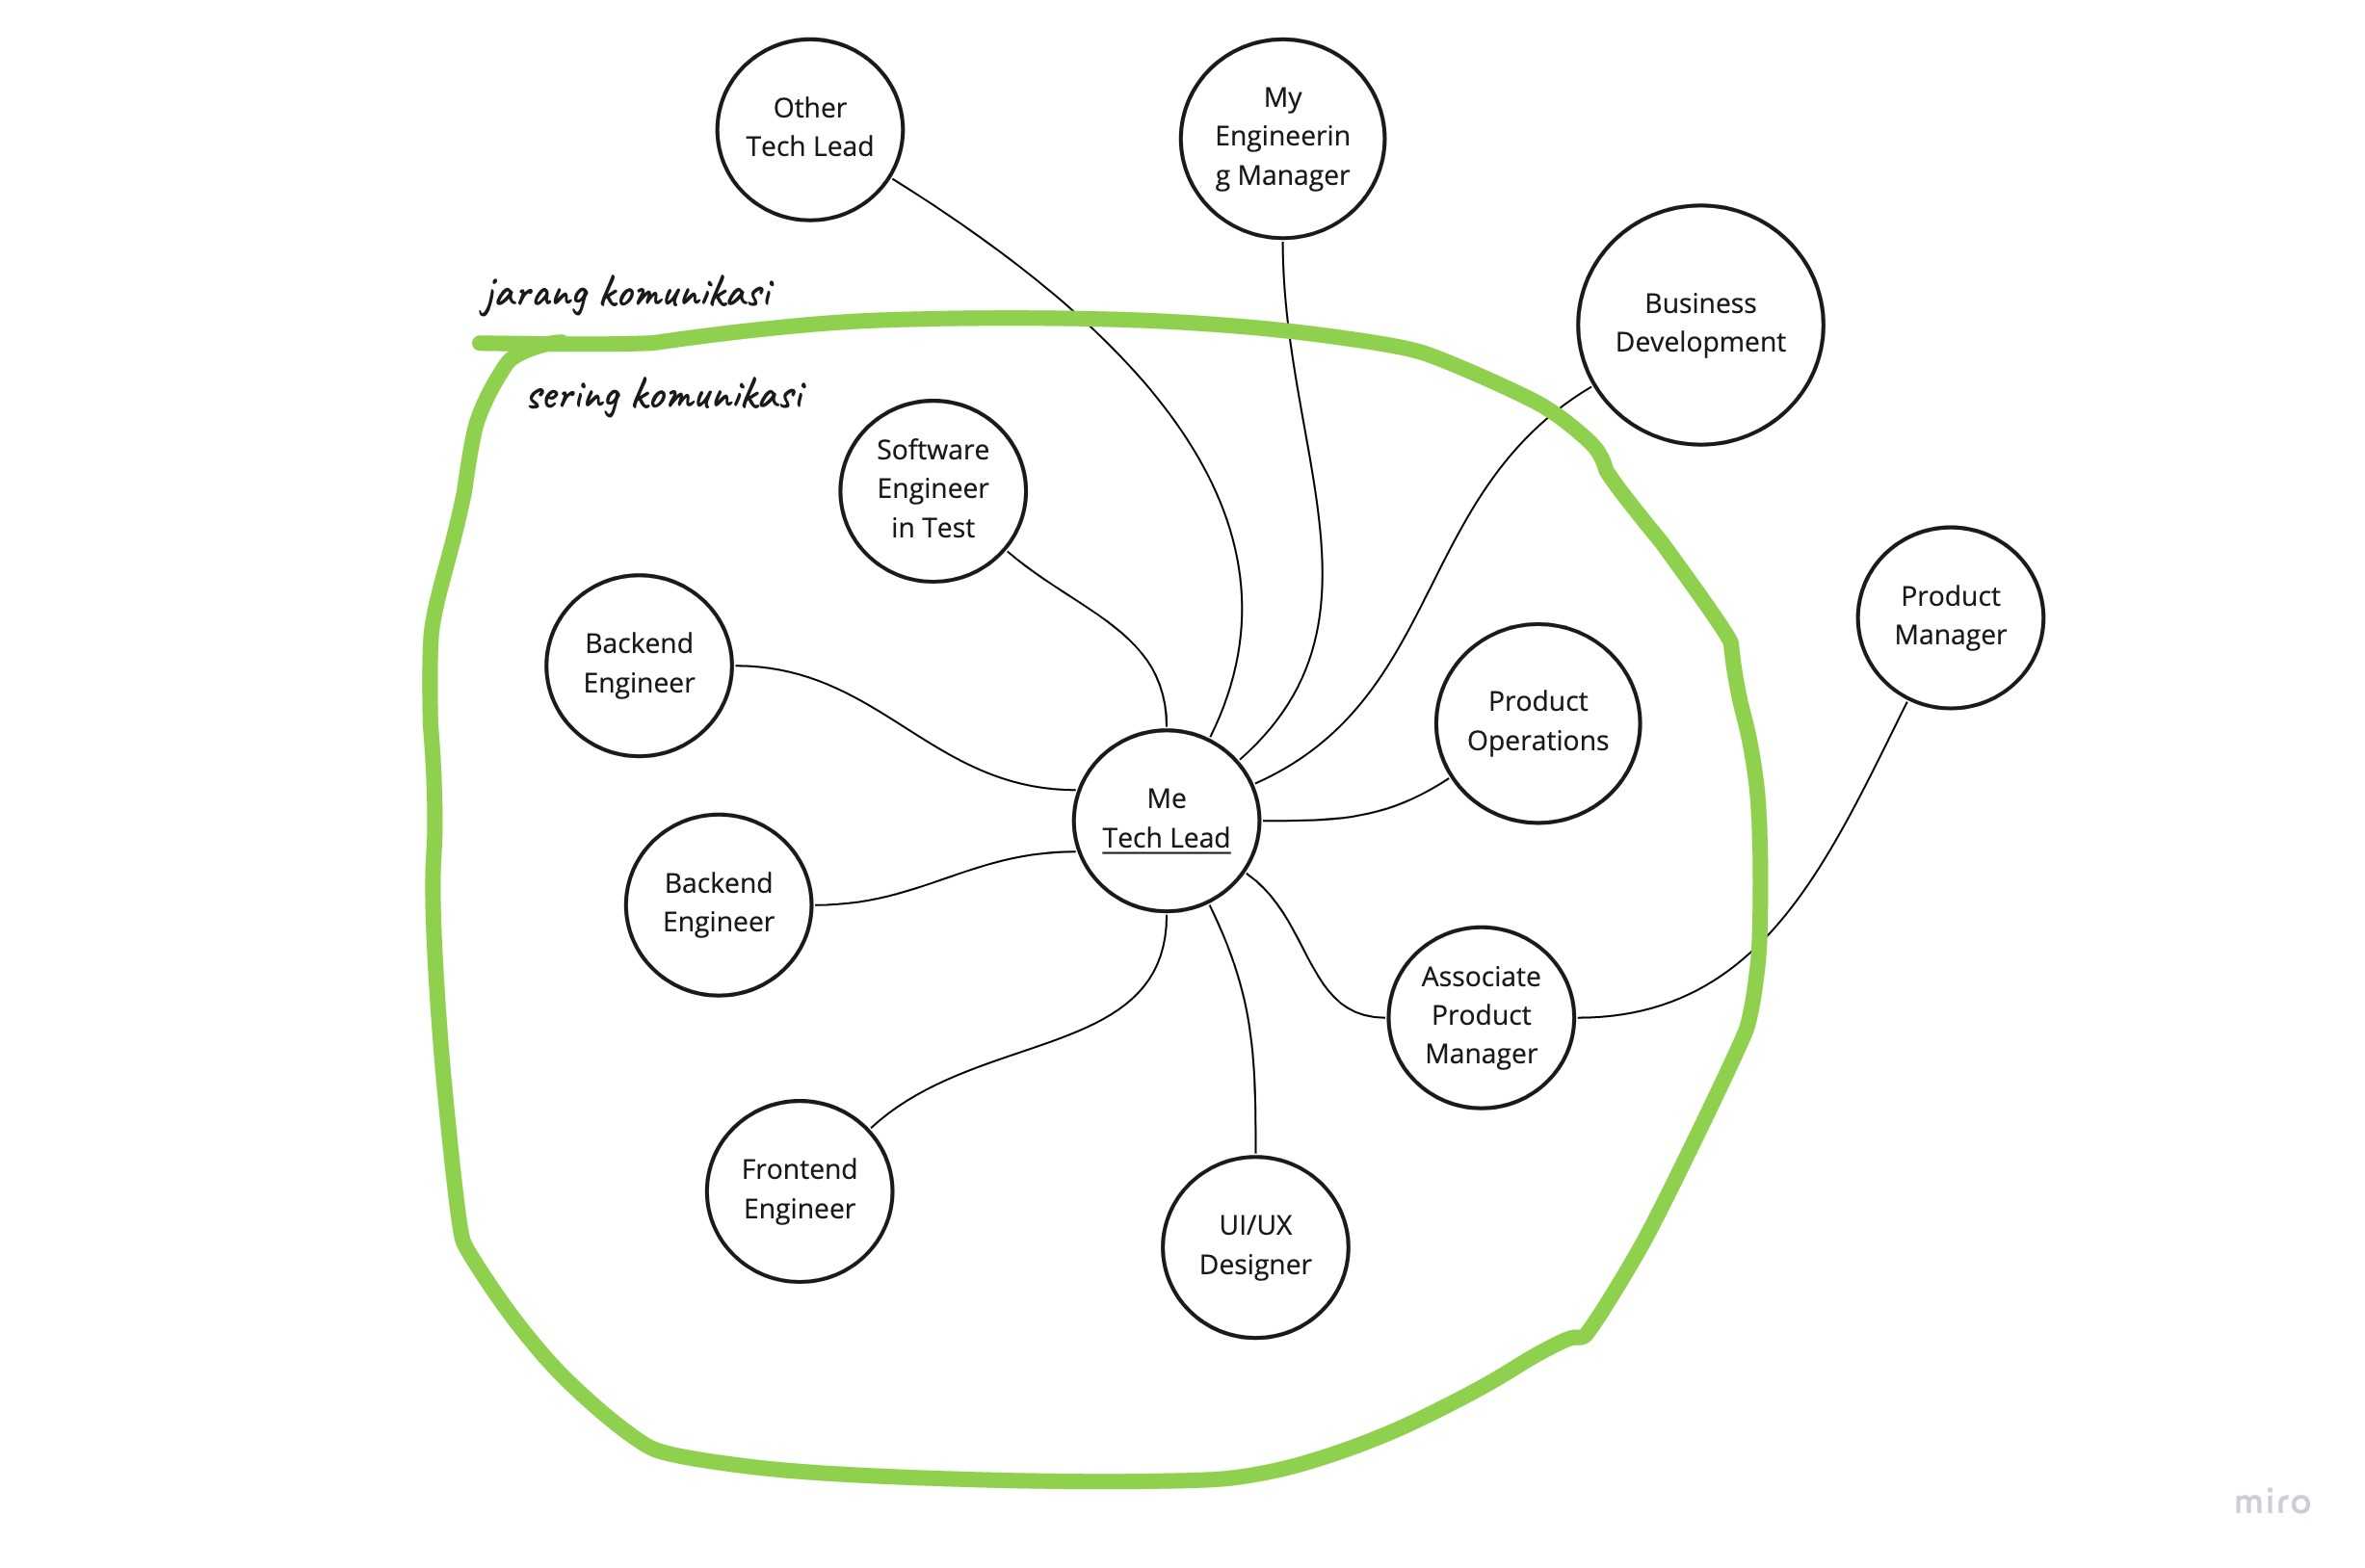 Other
Tech Lead
My
Engineerin
g Manager
Business
Development
jarang komunikasi
sering komunikasi
Software
Engineer
in Test
Product
Manager
Backend
Engineer
Product
Operations
Me
Tech Lead
Backend
Engineer
Associate
Product
Manager
Frontend
Engineer
UI/UX
Designer
miro